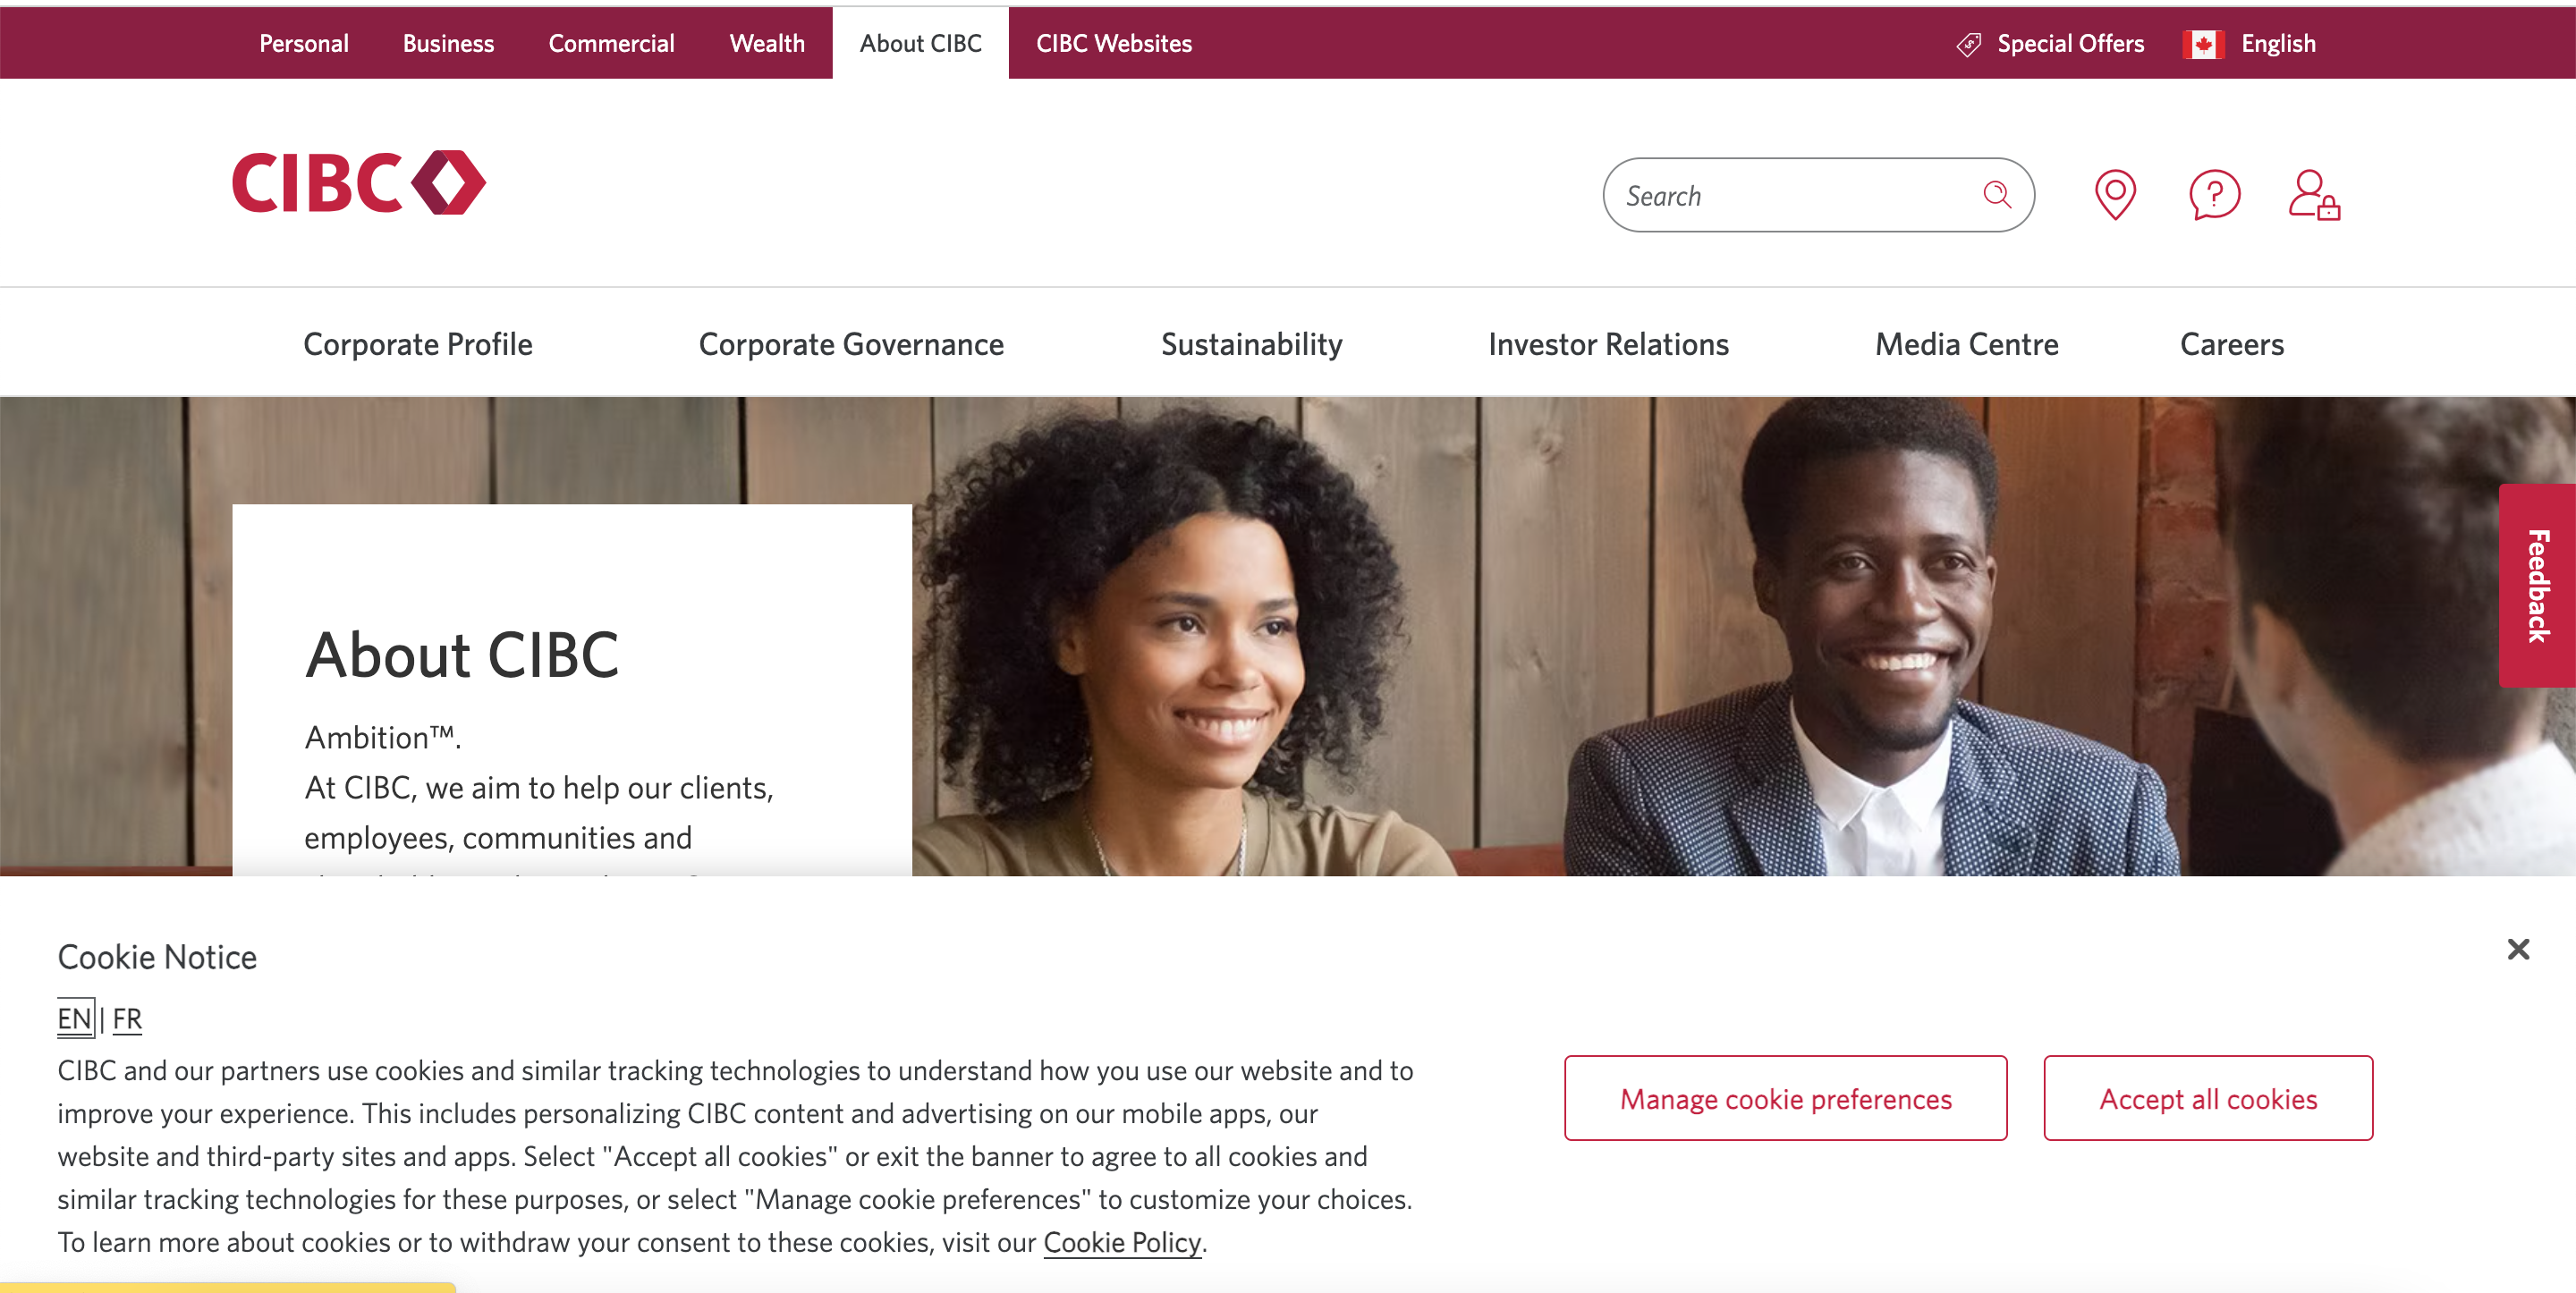 Personal Business Commercial Wealth About CIBC CIBC Websites Special Offers English
CIBC
Search
Corporate Profile Corporate Governance Sustainability Investor Relations Media Centre Careers
About CIBC
Ambition™.
At CIBC, we aim to help our clients,
employees, communities and
Feedback
Cookie Notice
EN | FR
CIBC and our partners use cookies and similar tracking technologies to understand how you use our website and to
improve your experience. This includes personalizing CIBC content and advertising on our mobile apps, our
website and third-party sites and apps. Select "Accept all cookies" or exit the banner to agree to all cookies and
similar tracking technologies for these purposes, or select "Manage cookie preferences" to customize your choices.
To learn more about cookies or to withdraw your consent to these cookies, visit our Cookie Policy.
Manage cookie preferences
Accept all cookies